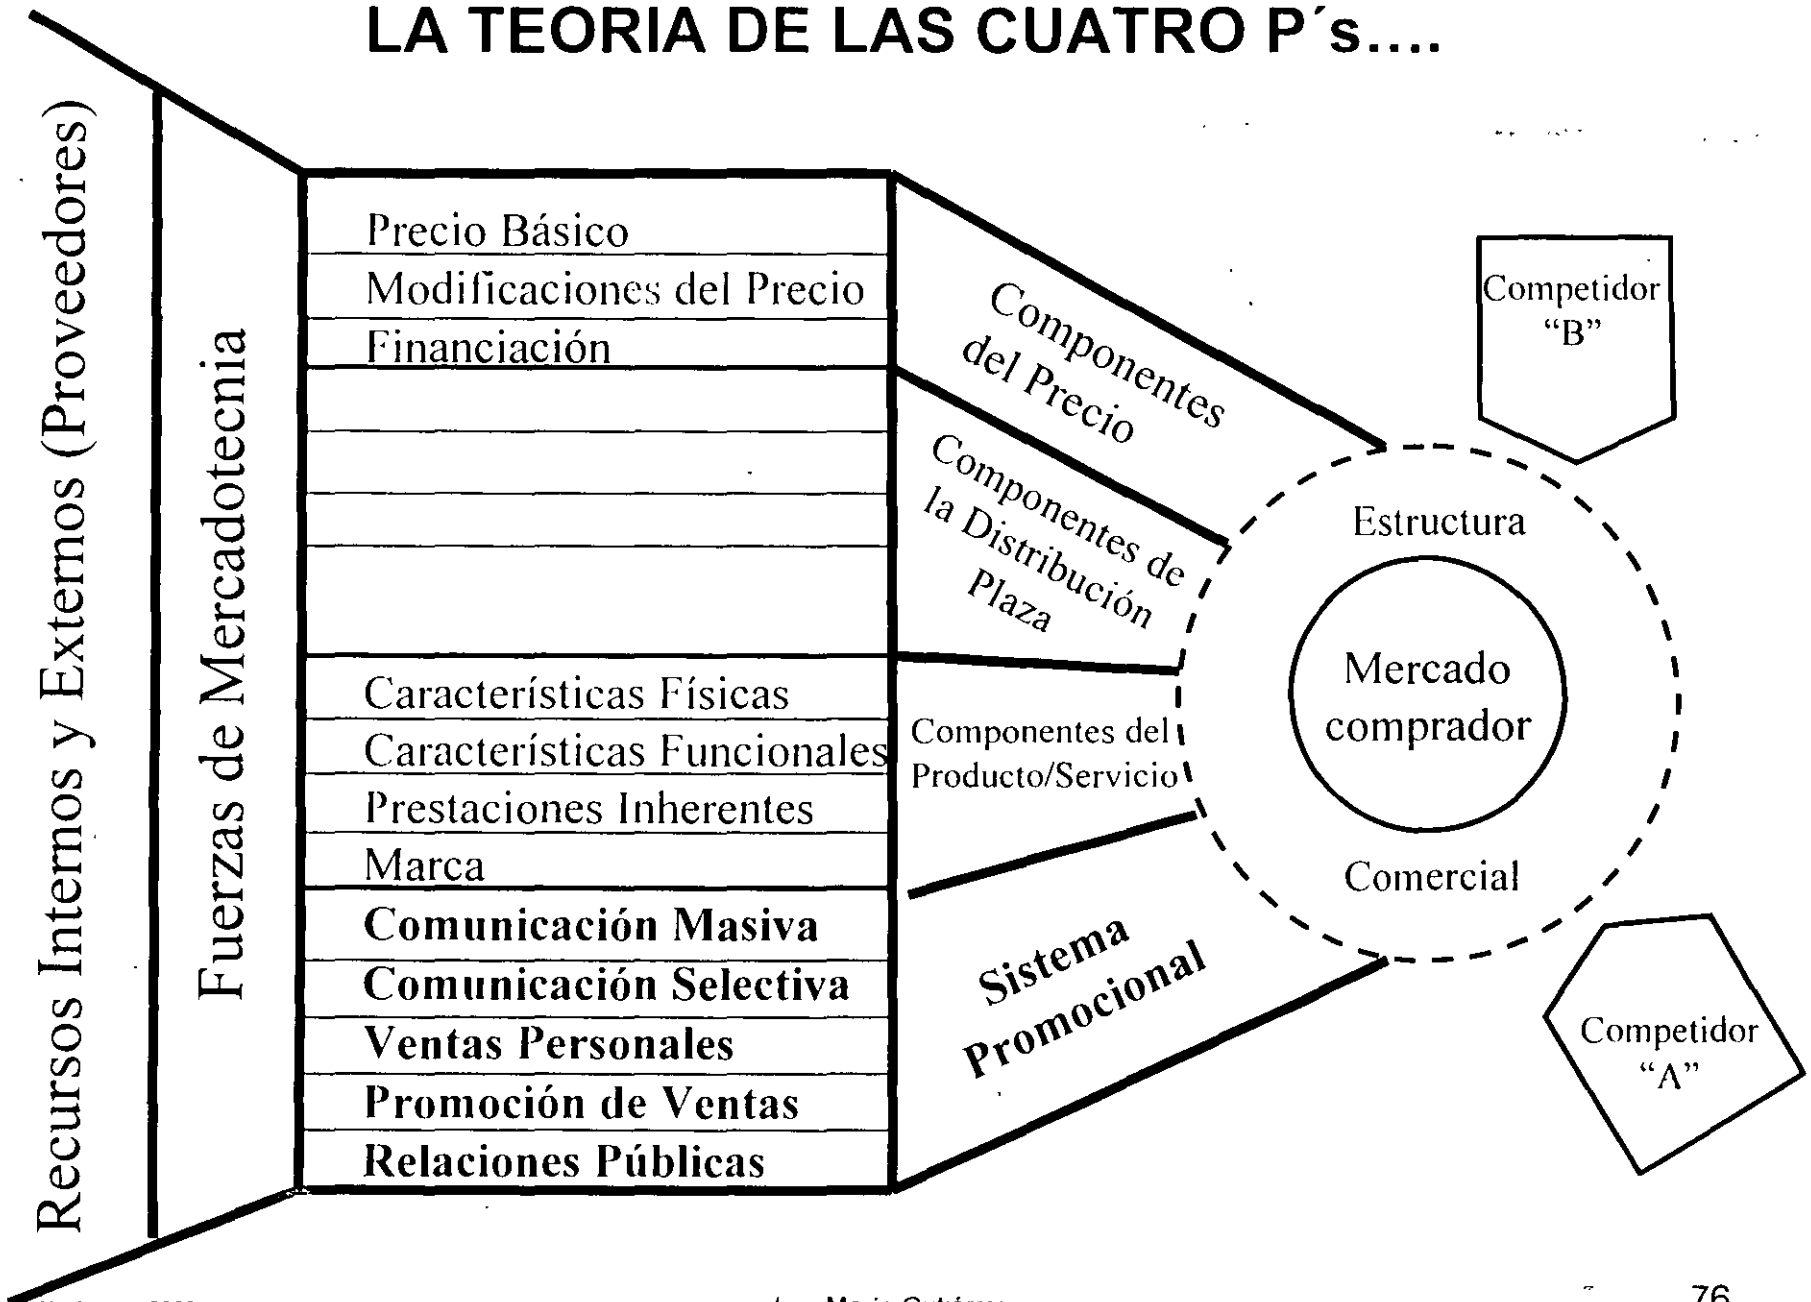 LA TEORIA DE LAS CUATRO P´s....
Recursos Internos y Externos (Proveedores)
Fuerzas de Mercadotecnia
Precio Básico
Modificaciones del Precio
Financiación
Características Físicas
Características Funcionales
Prestaciones Inherentes
Marca
Comunicación Masiva
Comunicación Selectiva
Ventas Personales
Promoción de Ventas
Relaciones Públicas
Componentes
del Precio
Componentes de
la Distribución
Plaza
Componentes del
Producto/Servicio
Sistema
Promocional
Estructura
Mercado
comprador
Comercial
Competidor
“B”
Competidor
“A”
76